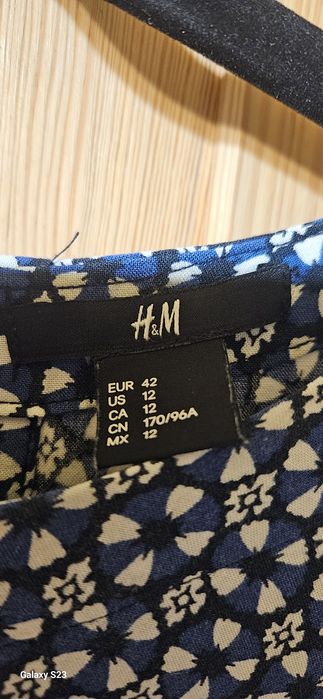 H&M
EUR 42
US 12
CA 12
CN 170/96A
MX 12
Galaxy S23